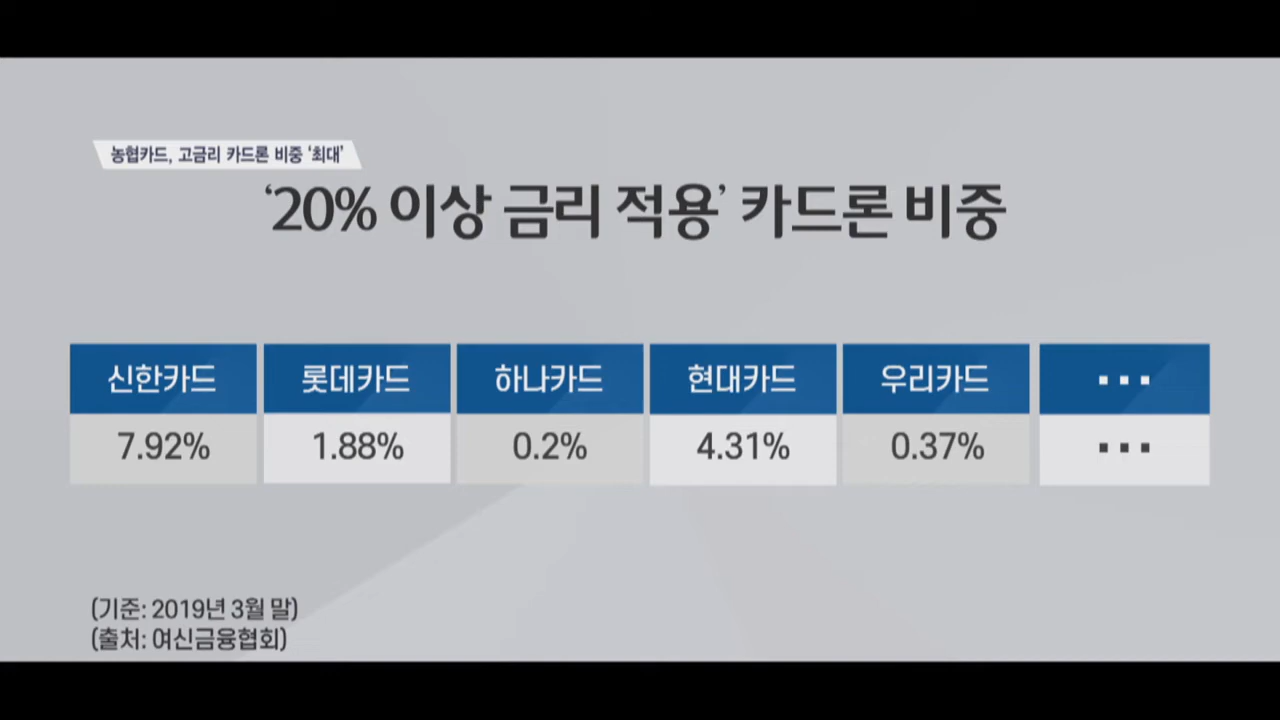 농협카드, 고금리 카드론 비중 '최대'
'20% 이상 금리 적용' 카드론 비중
신한카드 롯데카드 하나카드 현대카드 우리카드 ...
7.92% 1.88% 0.2% 4.31% 0.37% ...
(기준: 2019년 3월 말)
(출처: 여신금융협회)